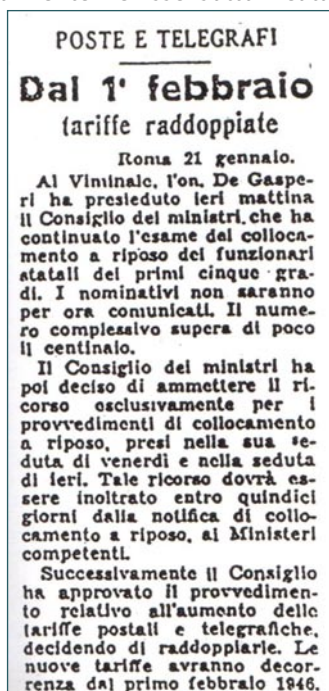 POSTE E TELEGRAFI
Dal 1° febbraio
tariffe raddoppiate
Roma 21 gennaio.
Al Viminale, l'on. De Gaspe-
ri ha presieduto ieri mattina
il Consiglio dei ministri, che ha
continuato l'esame del colloca-
mento a riposo dei funzionari
statali dei primi cinque gra-
di. I nominativi non saranno
per ora comunicati. Il nume-
ro complessivo supera di poco
il centinaio.
Il Consiglio dei ministri ha
poi deciso di ammettere il ri-
corso esclusivamente per i
provvedimenti di collocamento
a riposo, presi nella sua se-
duta di venerdì e nella seduta
di ieri. Tale ricorso dovrà es-
sere inoltrato entro quindici
giorni dalla notifica di collo-
camento a riposo, ai Ministeri
competenti.
Successivamente il Consiglio
ha approvato il provvedimen-
to relativo all'aumento delle
tariffe postali e telegrafiche,
decidendo di raddoppiarle. Le
nuove tariffe avranno decor-
renza dal primo febbraio 1946.